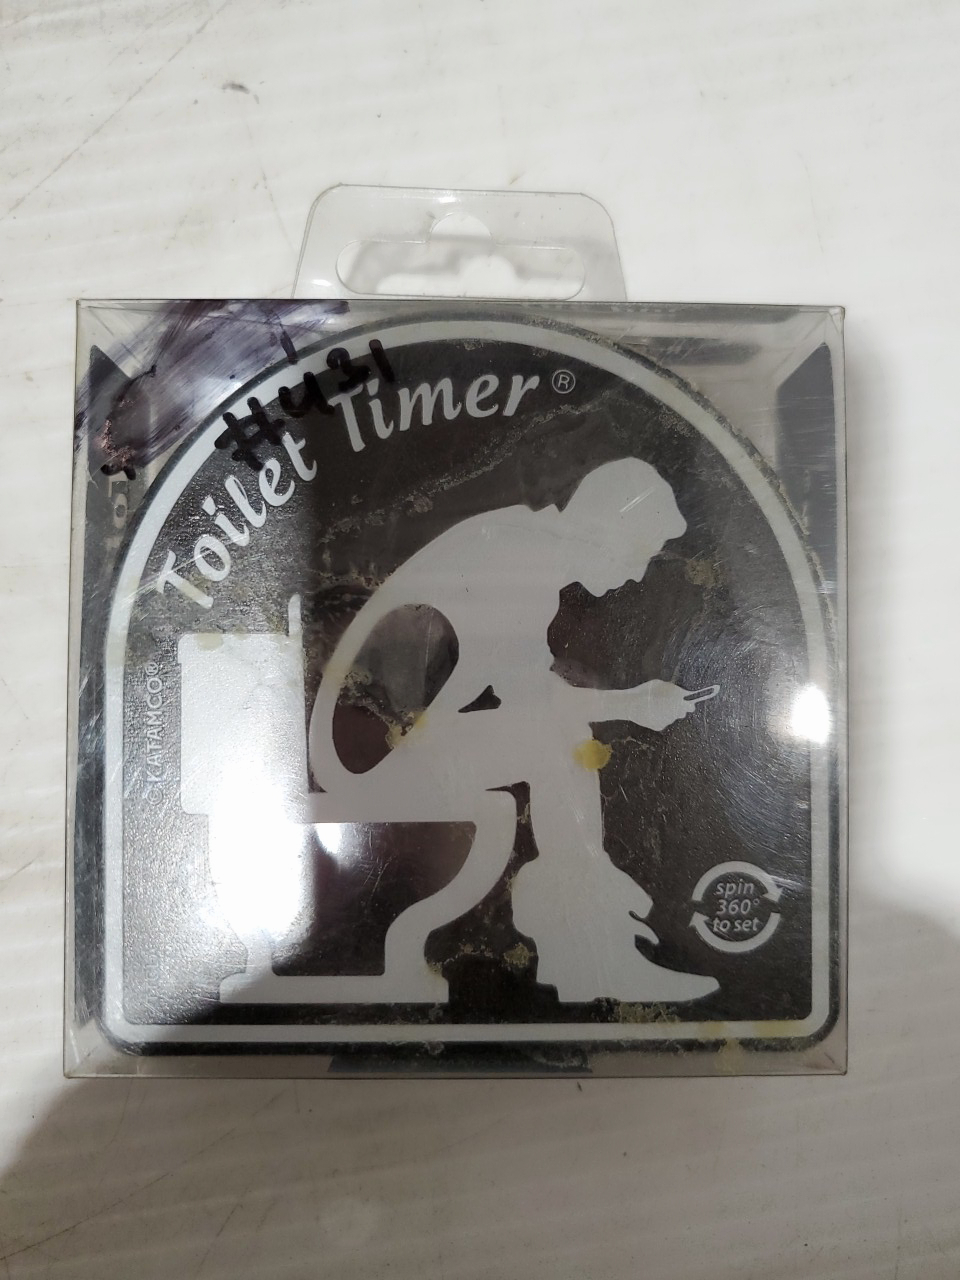 #431
Toilet Timer®
© KATAMCO®
spin
360°
to set